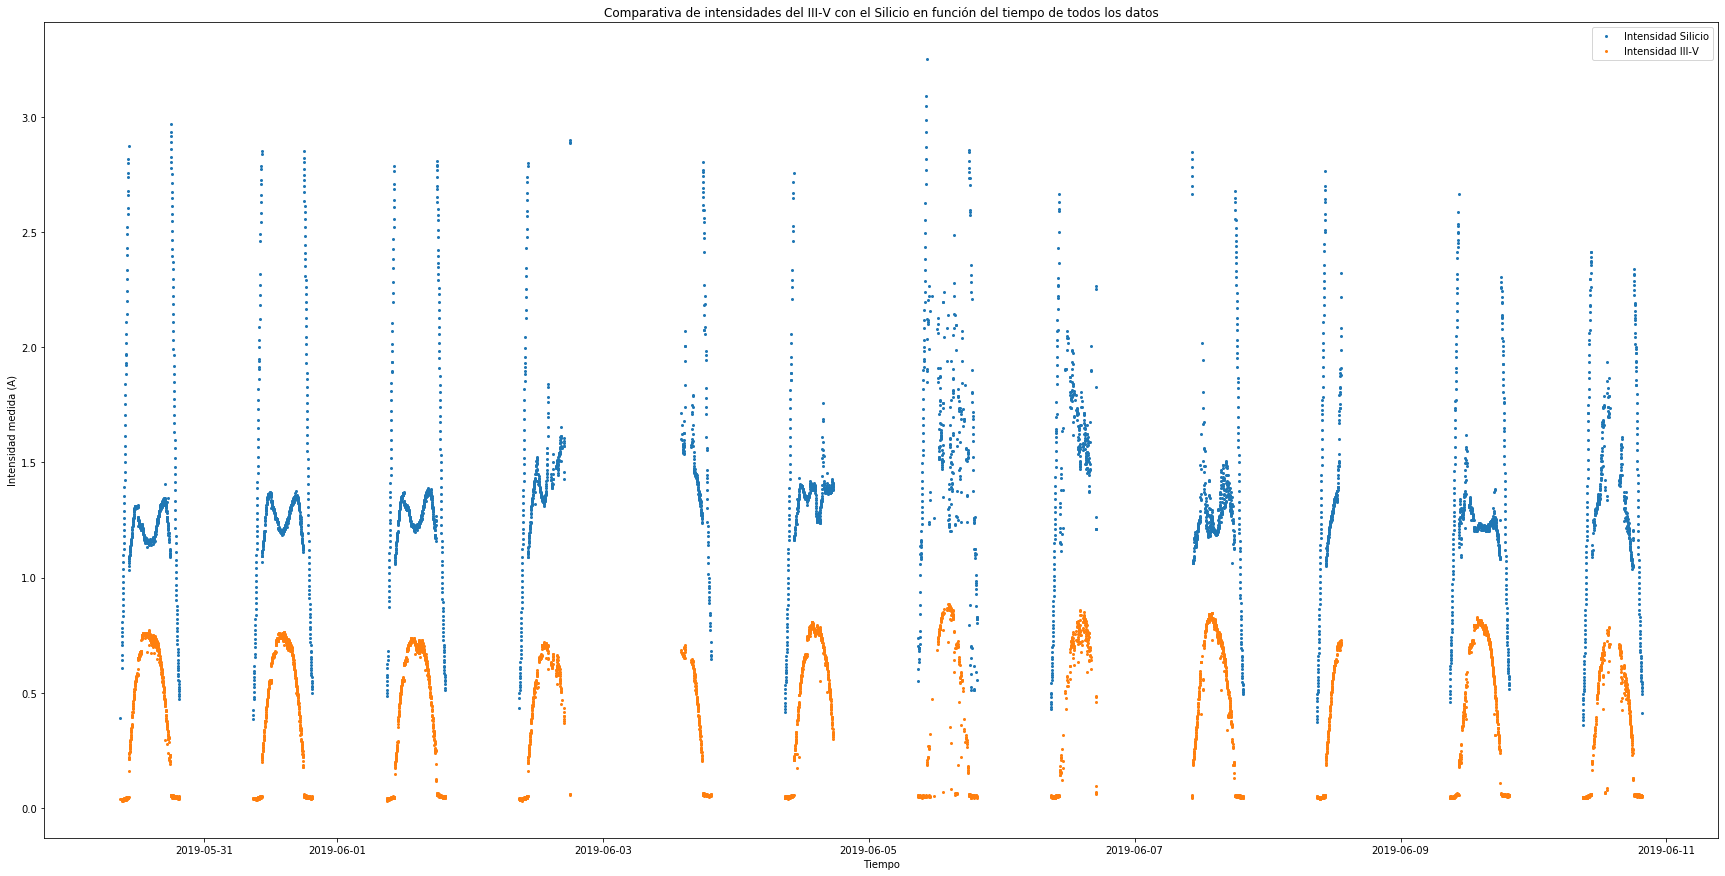 Comparativa de intensidades del III-V con el Silicio en función del tiempo de todos los datos
Intensidad Silicio
Intensidad III-V
Intensidad medida (A)
3.0
2.5
2.0
1.5
1.0
0.5
0.0
2019-05-31
2019-06-01
2019-06-03
2019-06-05
2019-06-07
2019-06-09
2019-06-11
Tiempo